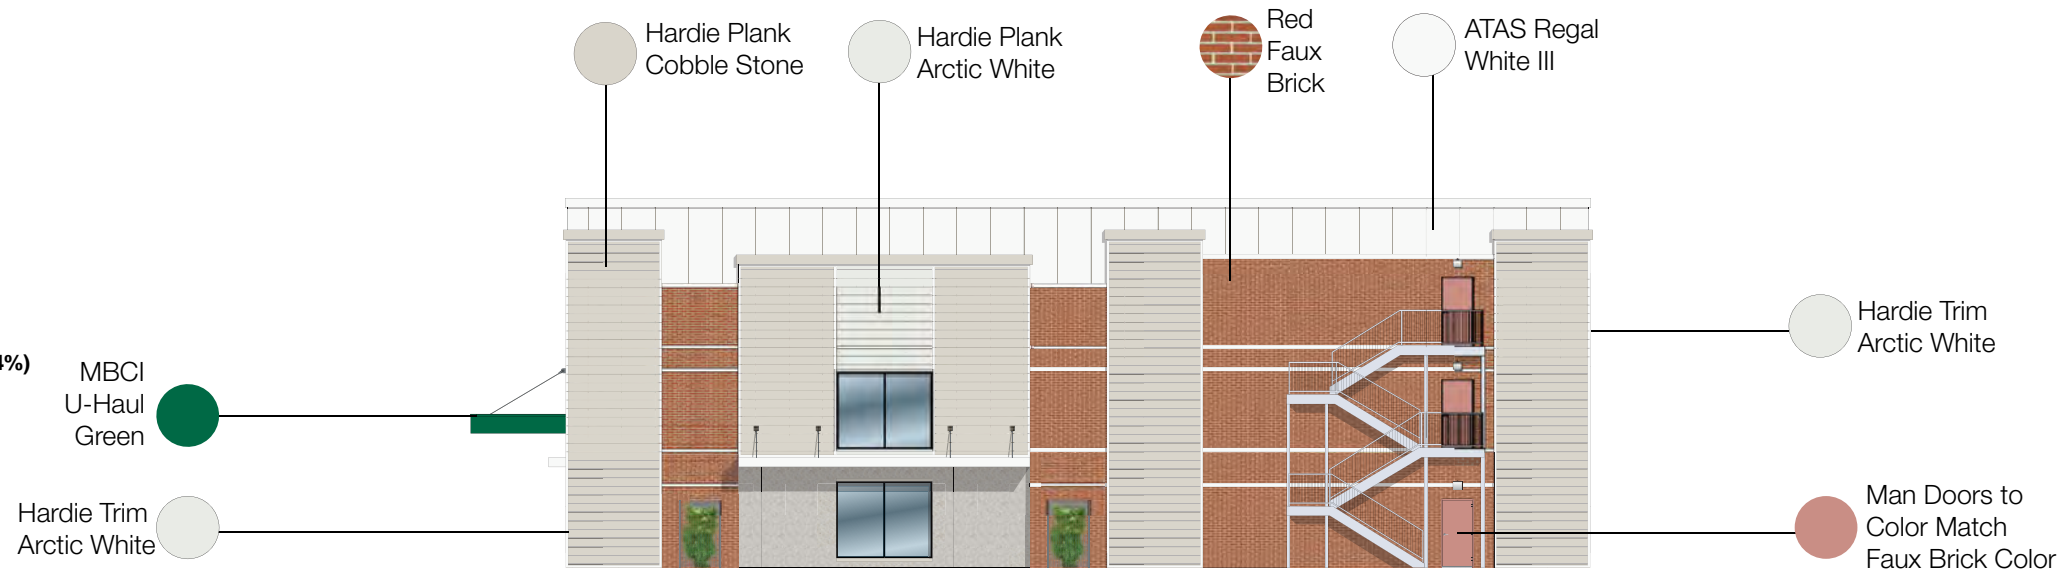 Hardie Plank
Cobble Stone
Hardie Plank
Arctic White
Red
Faux
Brick
ATAS Regal
White III
4%)
MBCI
U-Haul
Green
Hardie Trim
Arctic White
Hardie Trim
Arctic White
Man Doors to
Color Match
Faux Brick Color